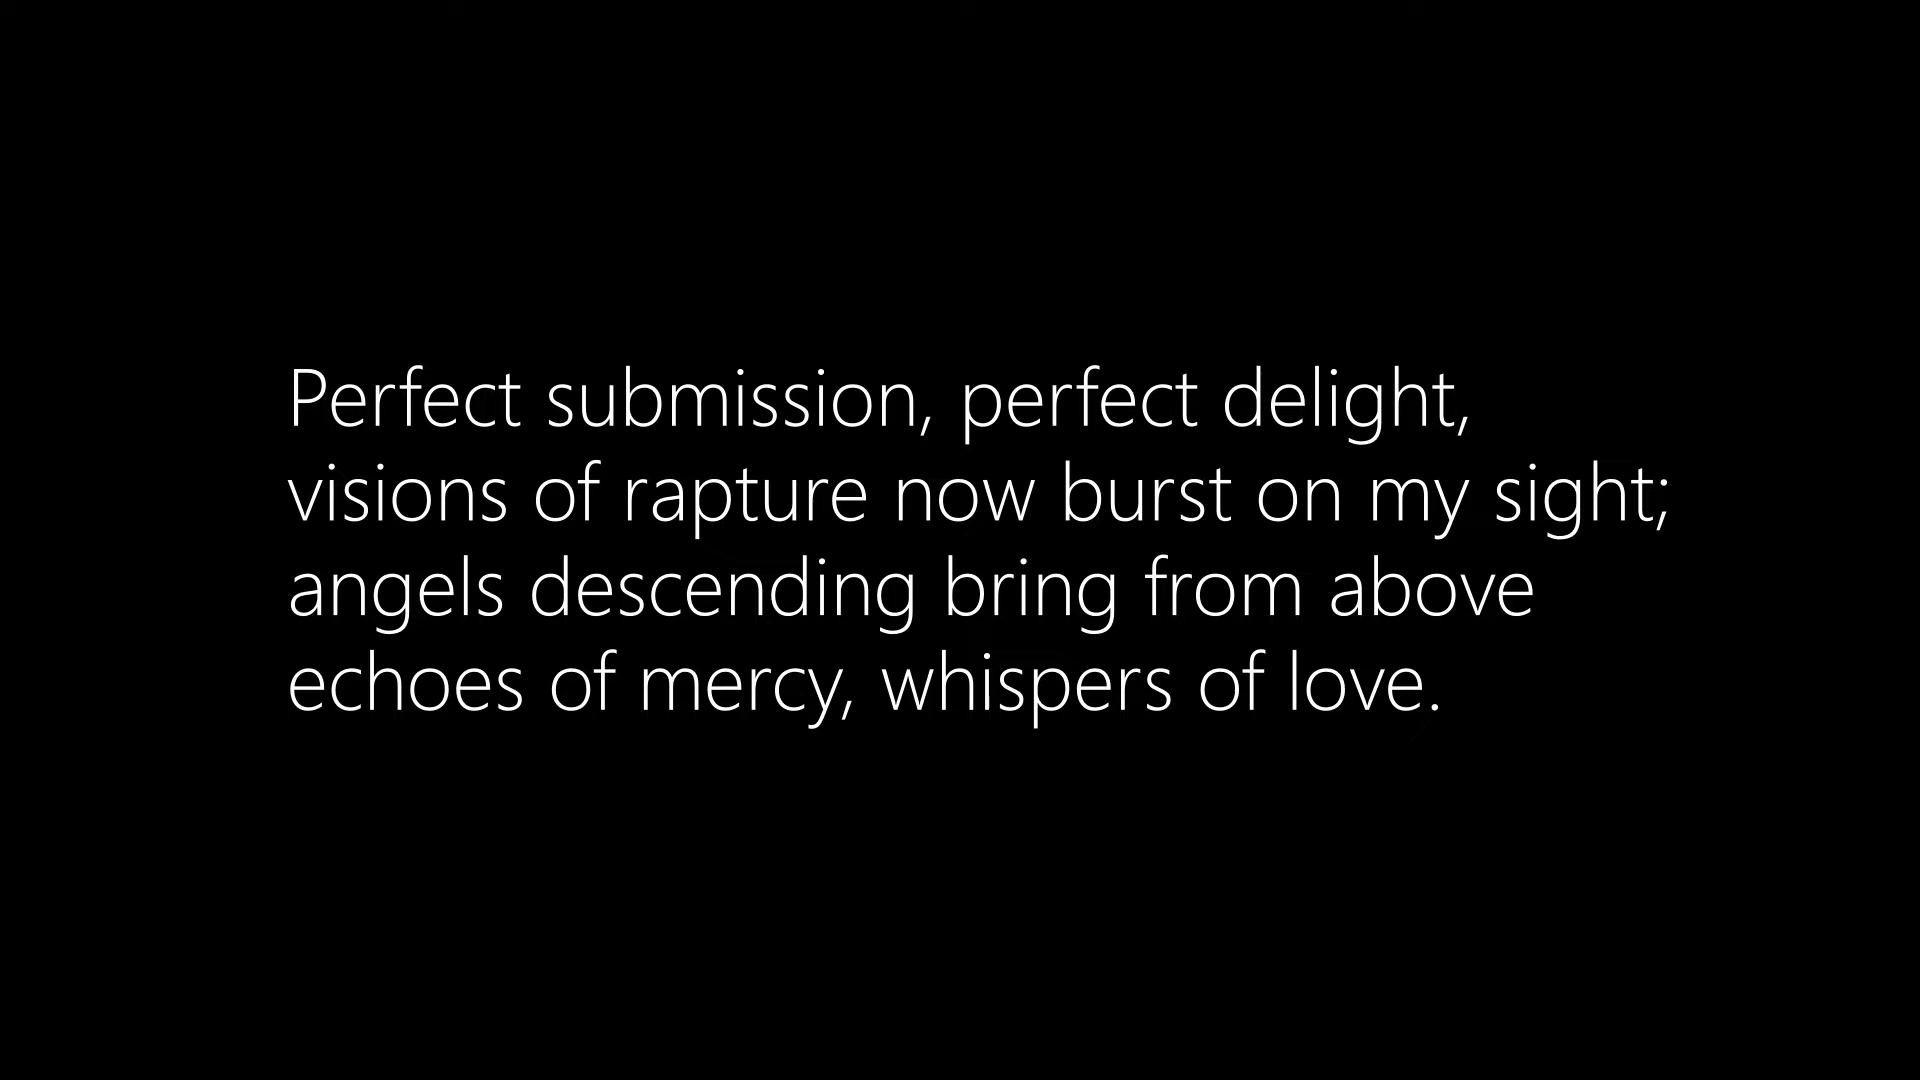 Perfect submission, perfect delight,
visions of rapture now burst on my sight;
angels descending bring from above
echoes of mercy, whispers of love.